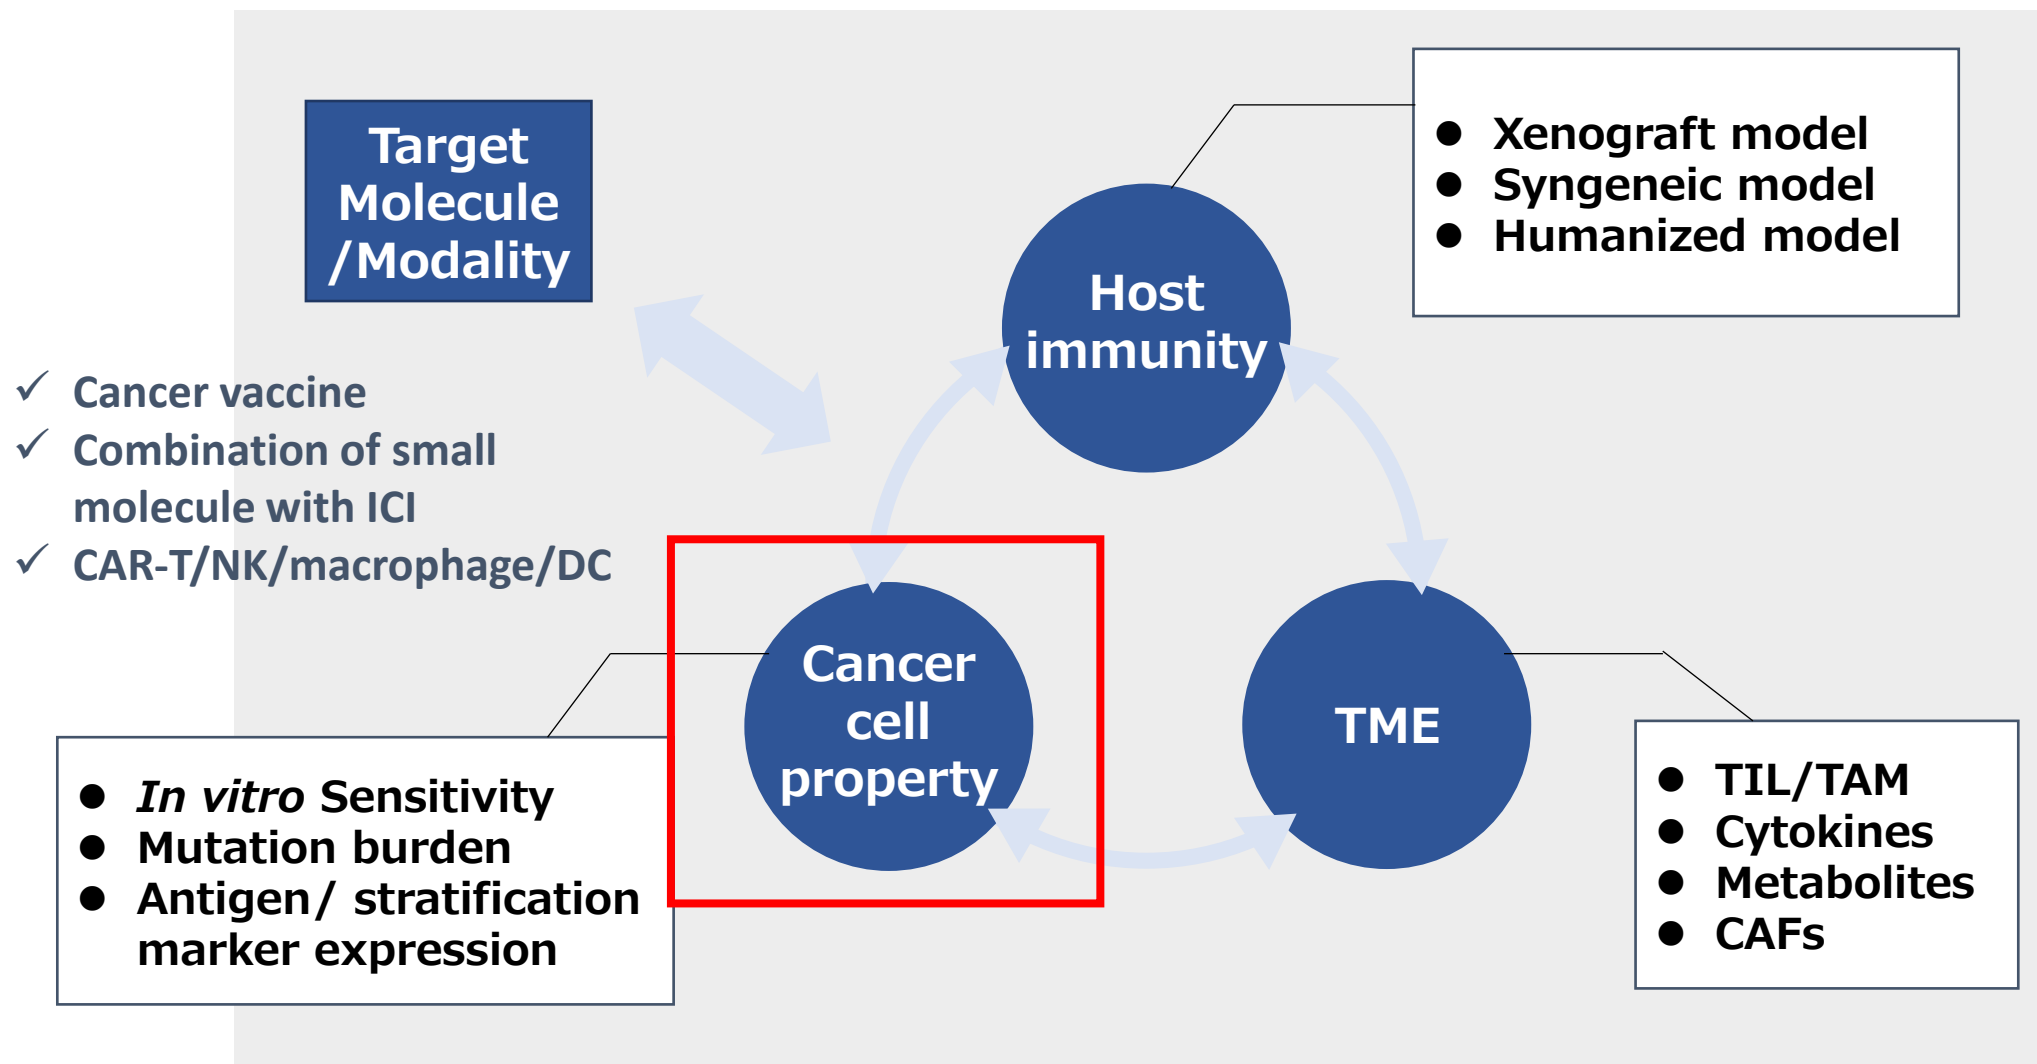 Target
Molecule
/Modality
✓ Cancer vaccine
✓ Combination of small
molecule with ICI
✓ CAR-T/NK/macrophage/DC
Host
immunity
● Xenograft model
● Syngeneic model
● Humanized model
Cancer
cell
property
● In vitro Sensitivity
● Mutation burden
● Antigen/ stratification
marker expression
TME
● TIL/TAM
● Cytokines
● Metabolites
● CAFs